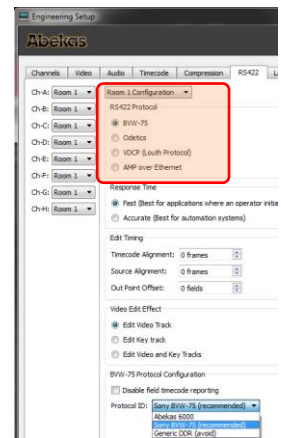 Engineering Setup
Abekas
Channels Video Audio Timecode Compression RS422
Ch-A: Room 1
Ch-B: Room 1
Ch-C: Room 1
Ch-D: Room 1
Ch-E: Room 1
Ch-F: Room 1
Ch-G: Room 1
Ch-H: Room 1
Room 1 Configuration
RS422 Protocol
BVW-75
Odetics
VDCP (Louth Protocol)
AMP over Ethernet
Response Time
Fast (Best for applications where an operator initia
Accurate (Best for automation systems)
Edit Timing
Timecode Alignment: 0 frames
Source Alignment: 0 frames
Out Point Offset: 0 fields
Video Edit Effect
Edit Video Track
Edit Key track
Edit Video and Key Tracks
BVW-75 Protocol Configuration
Disable field timecode reporting
Protocol ID: Sony BVW-75 (recommended)
Abekas 6000
Sony BVW-75 (recommended)
Generic DDR (avoid)